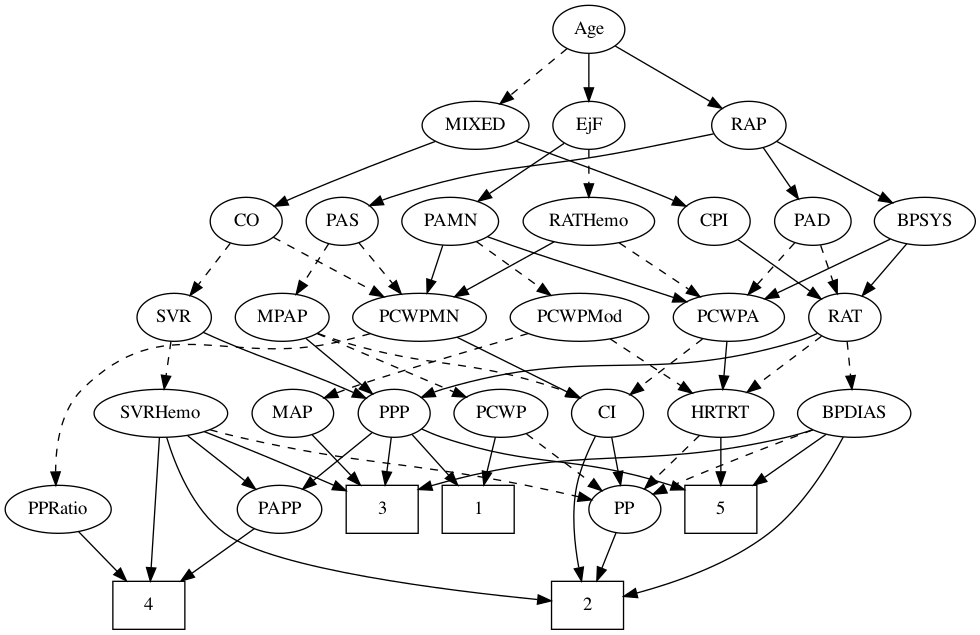 Age
MIXED
EjF
RAP
CO
PAS
PAMN
RATHemo
CPI
PAD
BPSYS
SVR
MPAP
PCWPMN
PCWPMod
PCWPA
RAT
SVRHemo
MAP
PPP
PCWP
CI
HRTRT
BPDIAS
PPRatio
PAPP
3
1
PP
5
4
2